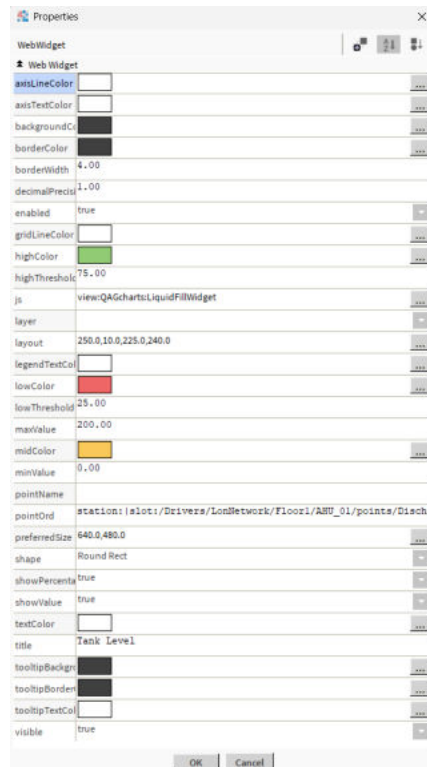 Properties
WebWidget
Web Widget
axisLineColor
axisTextColor
backgroundCo
borderColor
borderWidth 4.00
decimalPrecisi 1.00
enabled true
gridLineColor
highColor
highThreshold 75.00
js view:QAGcharts:LiquidFillWidget
layer
layout 250.0,10.0,225.0,240.0
legendTextCol
lowColor
lowThreshold 25.00
maxValue 200.00
midColor
minValue 0.00
pointName
pointOrd station:|slot:/Drivers/LonNetwork/Floor1/AHU_01/points/Disch
preferredSize 640.0,480.0
shape Round Rect
showPercenta true
showValue true
textColor
title Tank Level
tooltipBackgro
tooltipBorder
tooltipTextCol
visible true
OK Cancel